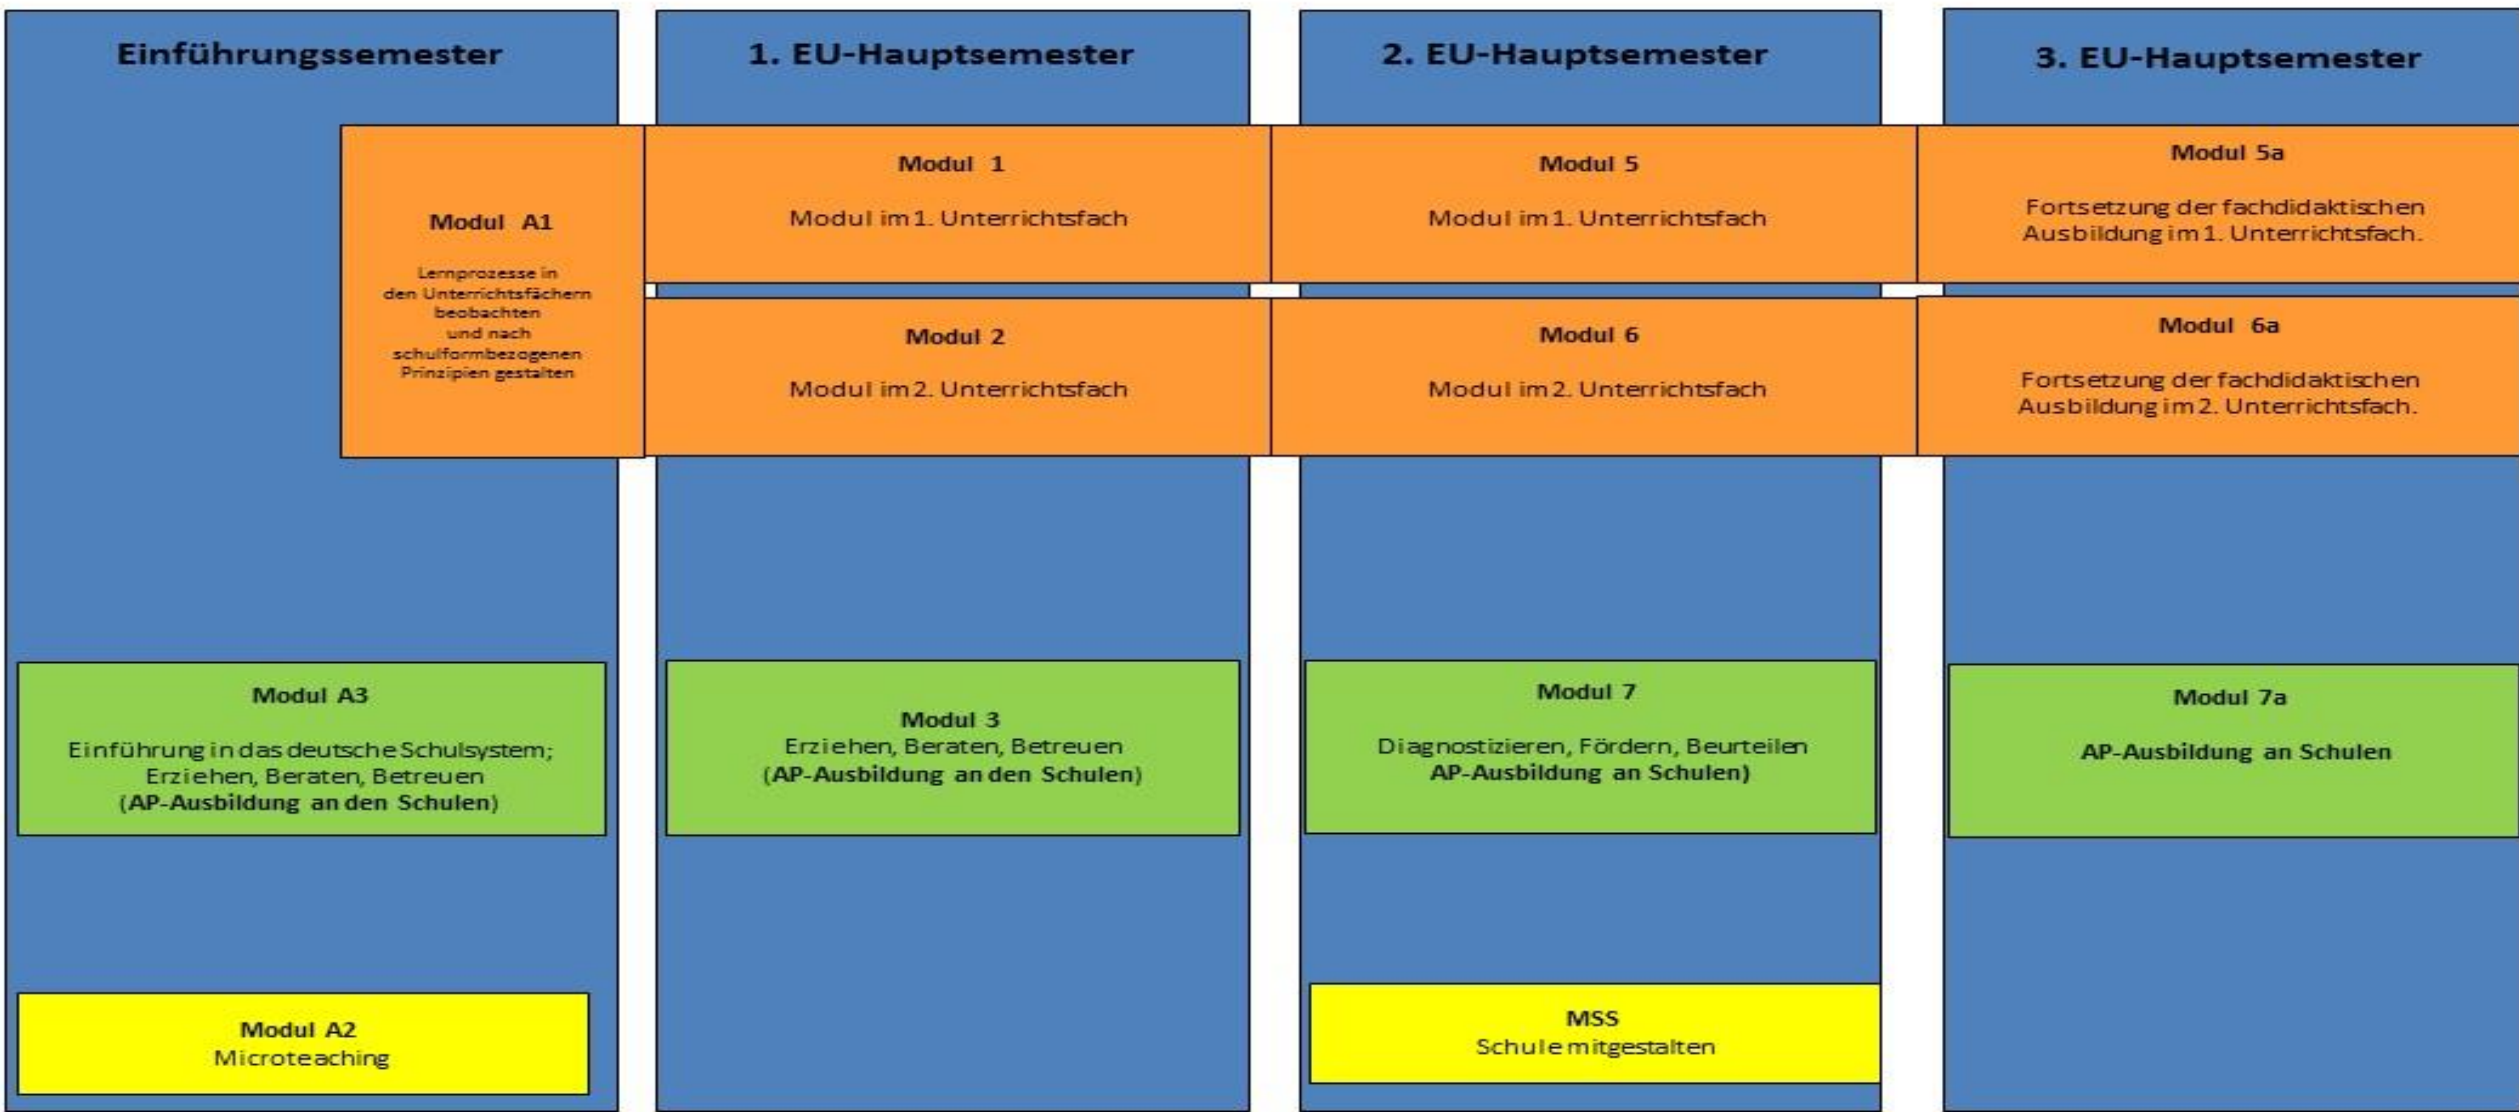 Einführungssemester
1. EU-Hauptsemester
2. EU-Hauptsemester
3. EU-Hauptsemester
Modul A1
Lernprozesse in
den Unterrichtsfächern
beobachten
und nach
schulformbezogenen
Prinzipien gestalten
Modul 1
Modul im 1. Unterrichtsfach
Modul 5
Modul im 1. Unterrichtsfach
Modul 5a
Fortsetzung der fachdidaktischen
Ausbildung im 1. Unterrichtsfach.
Modul 2
Modul im 2. Unterrichtsfach
Modul 6
Modul im 2. Unterrichtsfach
Modul 6a
Fortsetzung der fachdidaktischen
Ausbildung im 2. Unterrichtsfach.
Modul A3
Einführung in das deutsche Schulsystem;
Erziehen, Beraten, Betreuen
(AP-Ausbildung an den Schulen)
Modul 3
Erziehen, Beraten, Betreuen
(AP-Ausbildung an den Schulen)
Modul 7
Diagnostizieren, Fördern, Beurteilen
AP-Ausbildung an Schulen)
Modul 7a
AP-Ausbildung an Schulen
Modul A2
Microteaching
MSS
Schule mitgestalten